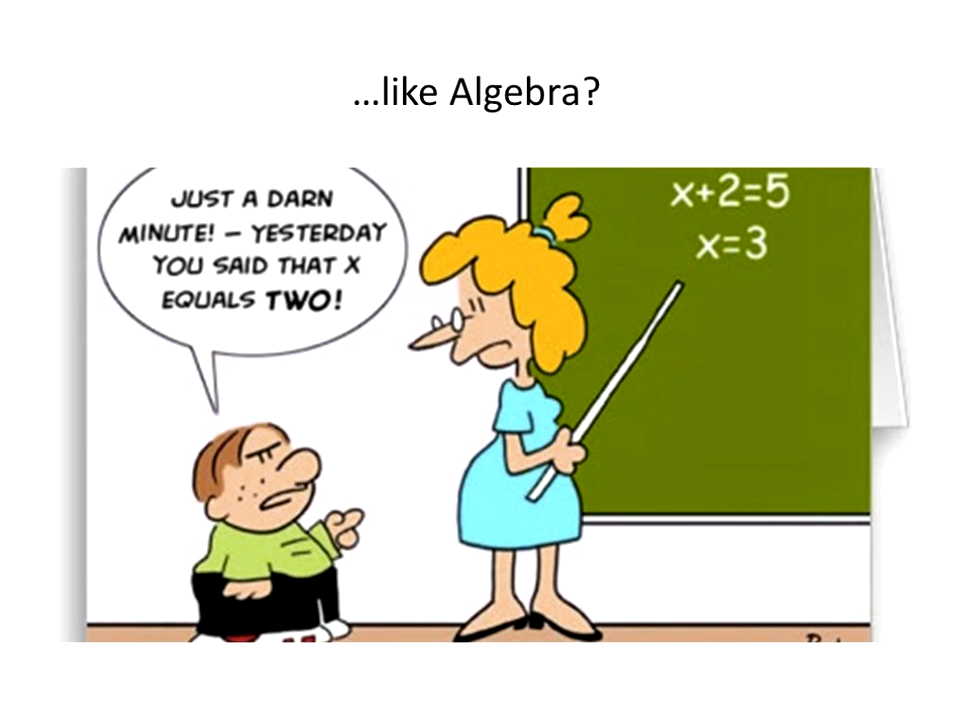 …like Algebra?
JUST A DARN
MINUTE! – YESTERDAY
YOU SAID THAT X
EQUALS TWO!
x+2=5
x=3